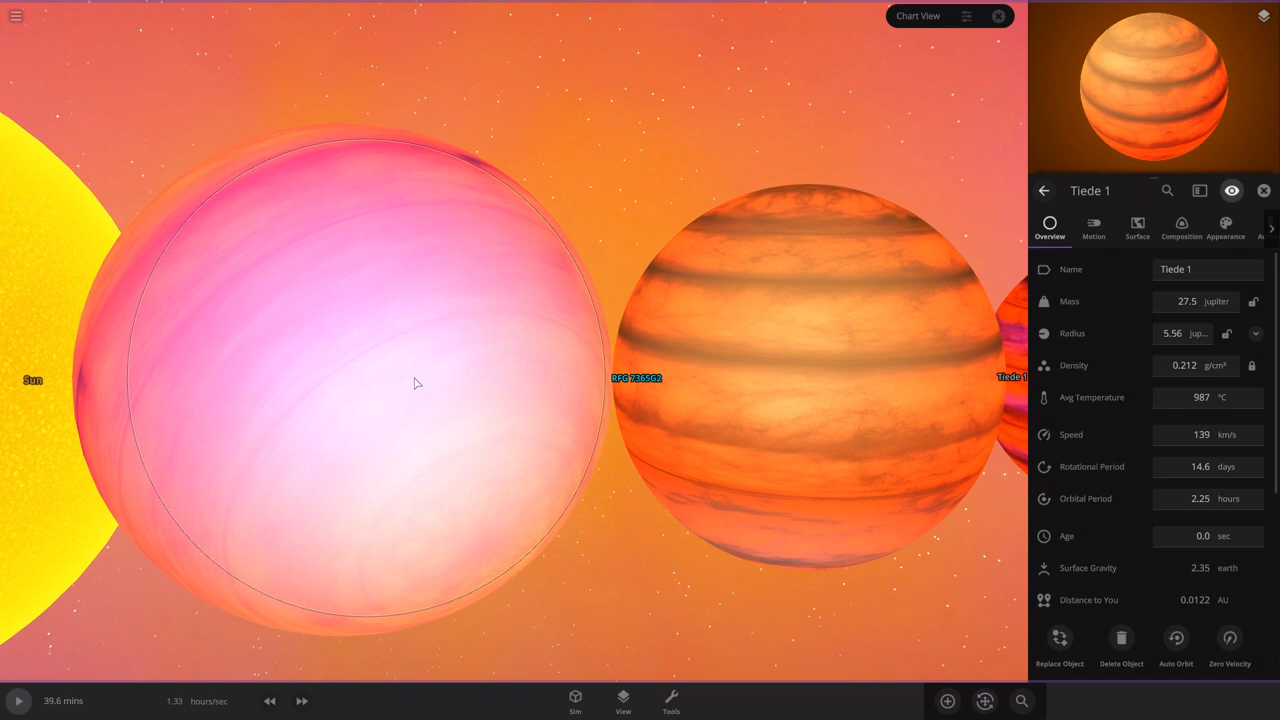 Chart View
Sun
RFG 7365G2
Tiede 1
Tiede 1
Overview
Motion
Surface
Composition
Appearance
Name
Tiede 1
Mass
27.5 jupiter
Radius
5.56 jup...
Density
0.212 g/cm³
Avg Temperature
987 °C
Speed
139 km/s
Rotational Period
14.6 days
Orbital Period
2.25 hours
Age
0.0 sec
Surface Gravity
2.35 earth
Distance to You
0.0122 AU
Replace Object
Delete Object
Auto Orbit
Zero Velocity
39.6 mins
1.33 hours/sec
Sim
View
Tools